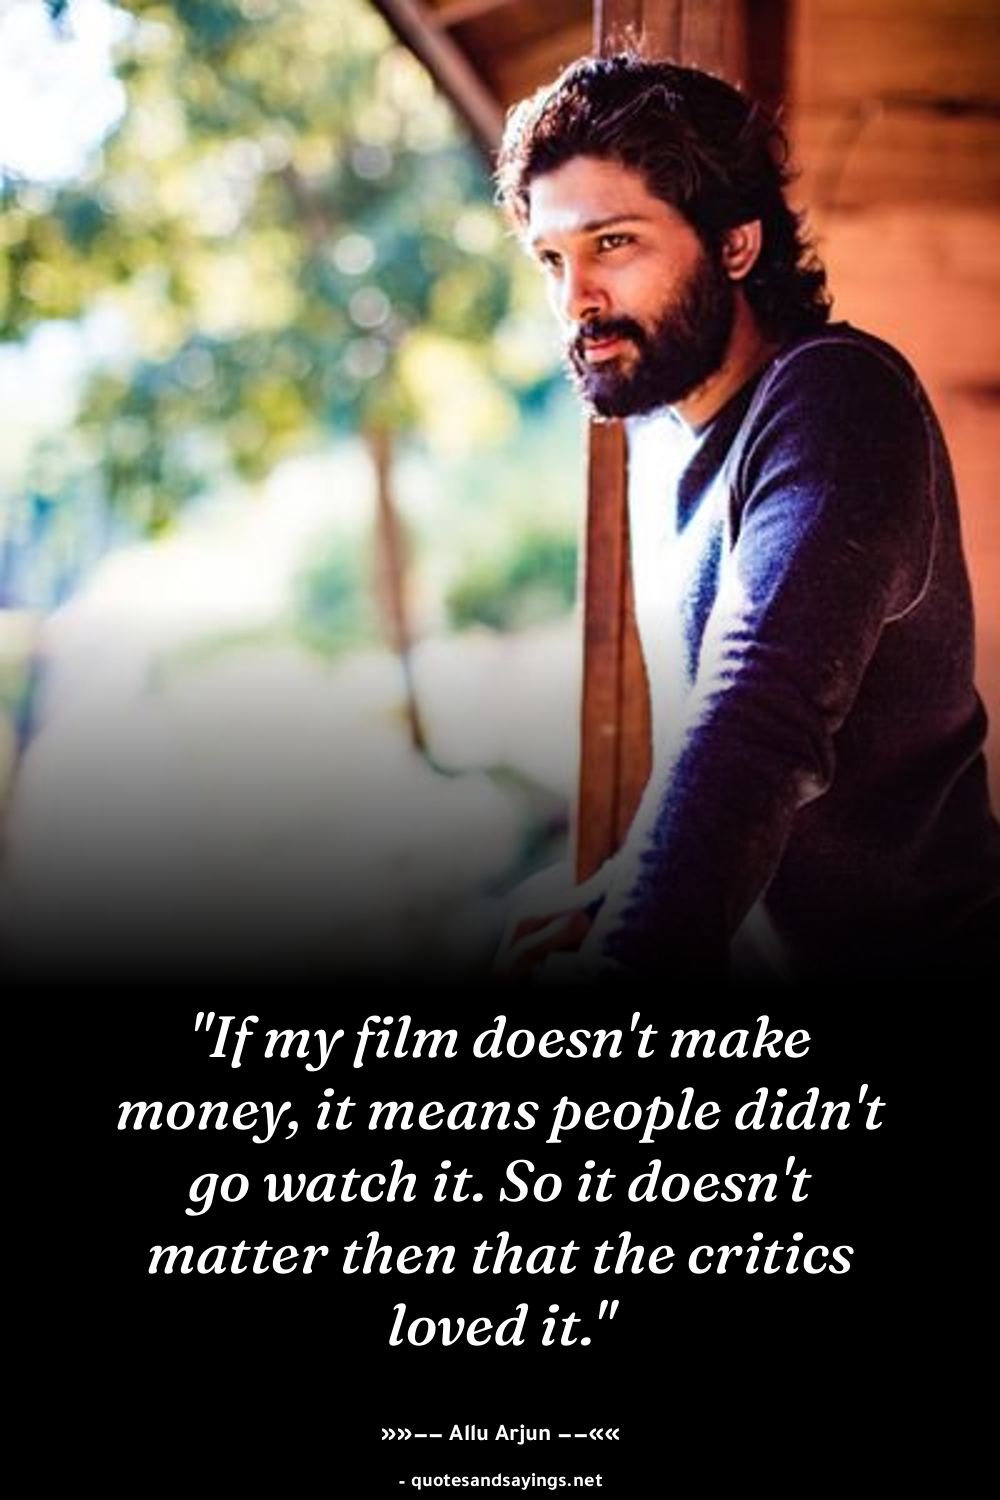 "If my film doesn't make
money, it means people didn't
go watch it. So it doesn't
matter then that the critics
loved it."
»»−− Allu Arjun −−««
- quotesandsayings.net